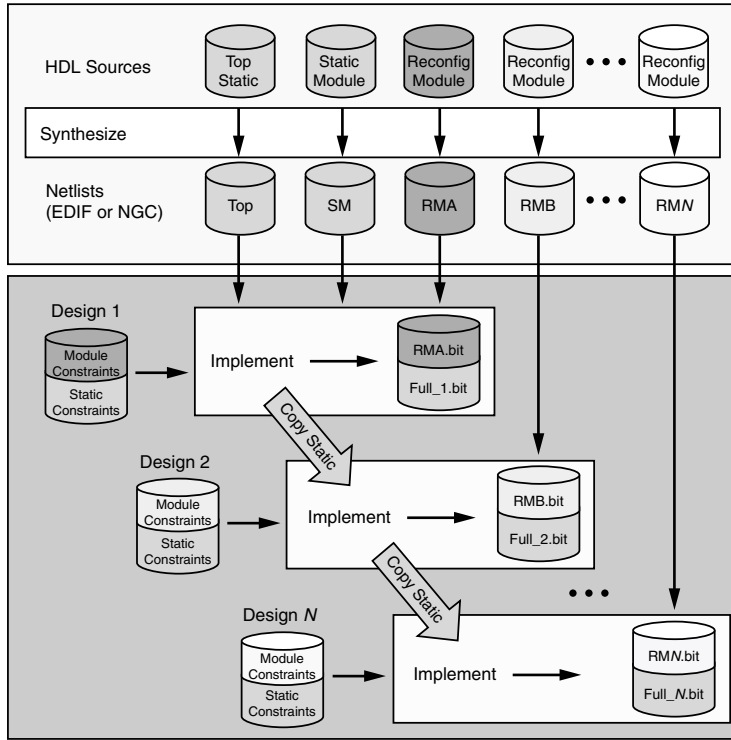 HDL Sources
Top
Static
Static
Module
Reconfig
Module
Reconfig
Module
Reconfig
Module
Synthesize
Netlists
(EDIF or NGC)
Top
SM
RMA
RMB
RMN
Design 1
Module
Constraints
Static
Constraints
Implement
RMA.bit
Full_1.bit
Copy Static
Design 2
Module
Constraints
Static
Constraints
Implement
RMB.bit
Full_2.bit
Copy Static
Design N
Module
Constraints
Static
Constraints
Implement
RMN.bit
Full_N.bit